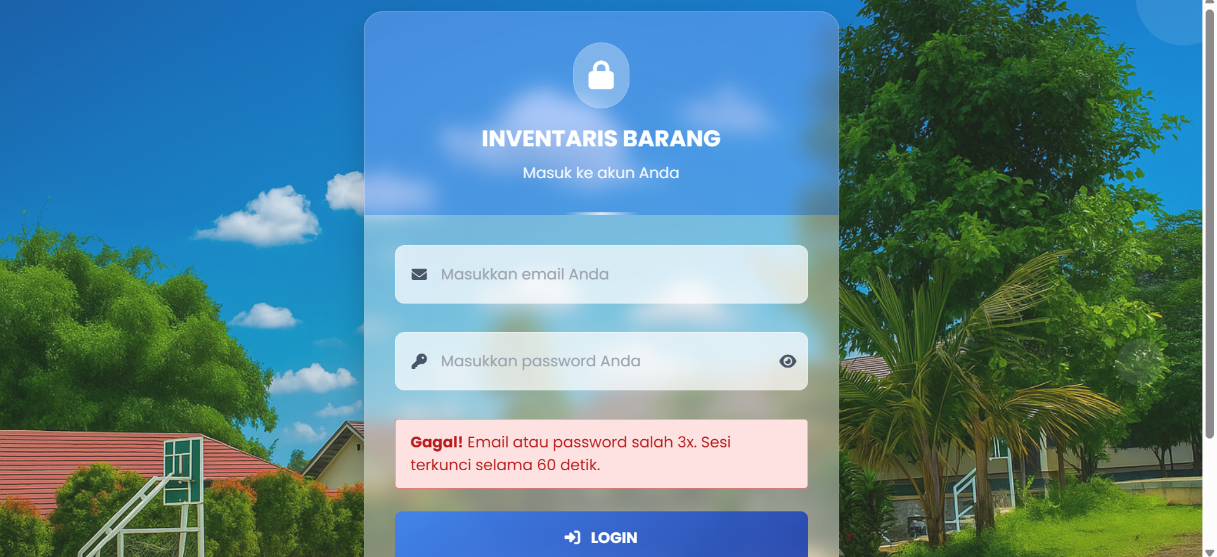 INVENTARIS BARANG
Masuk ke akun Anda
Masukkan email Anda
Masukkan password Anda
Gagal! Email atau password salah 3x. Sesi
terkunci selama 60 detik.
LOGIN